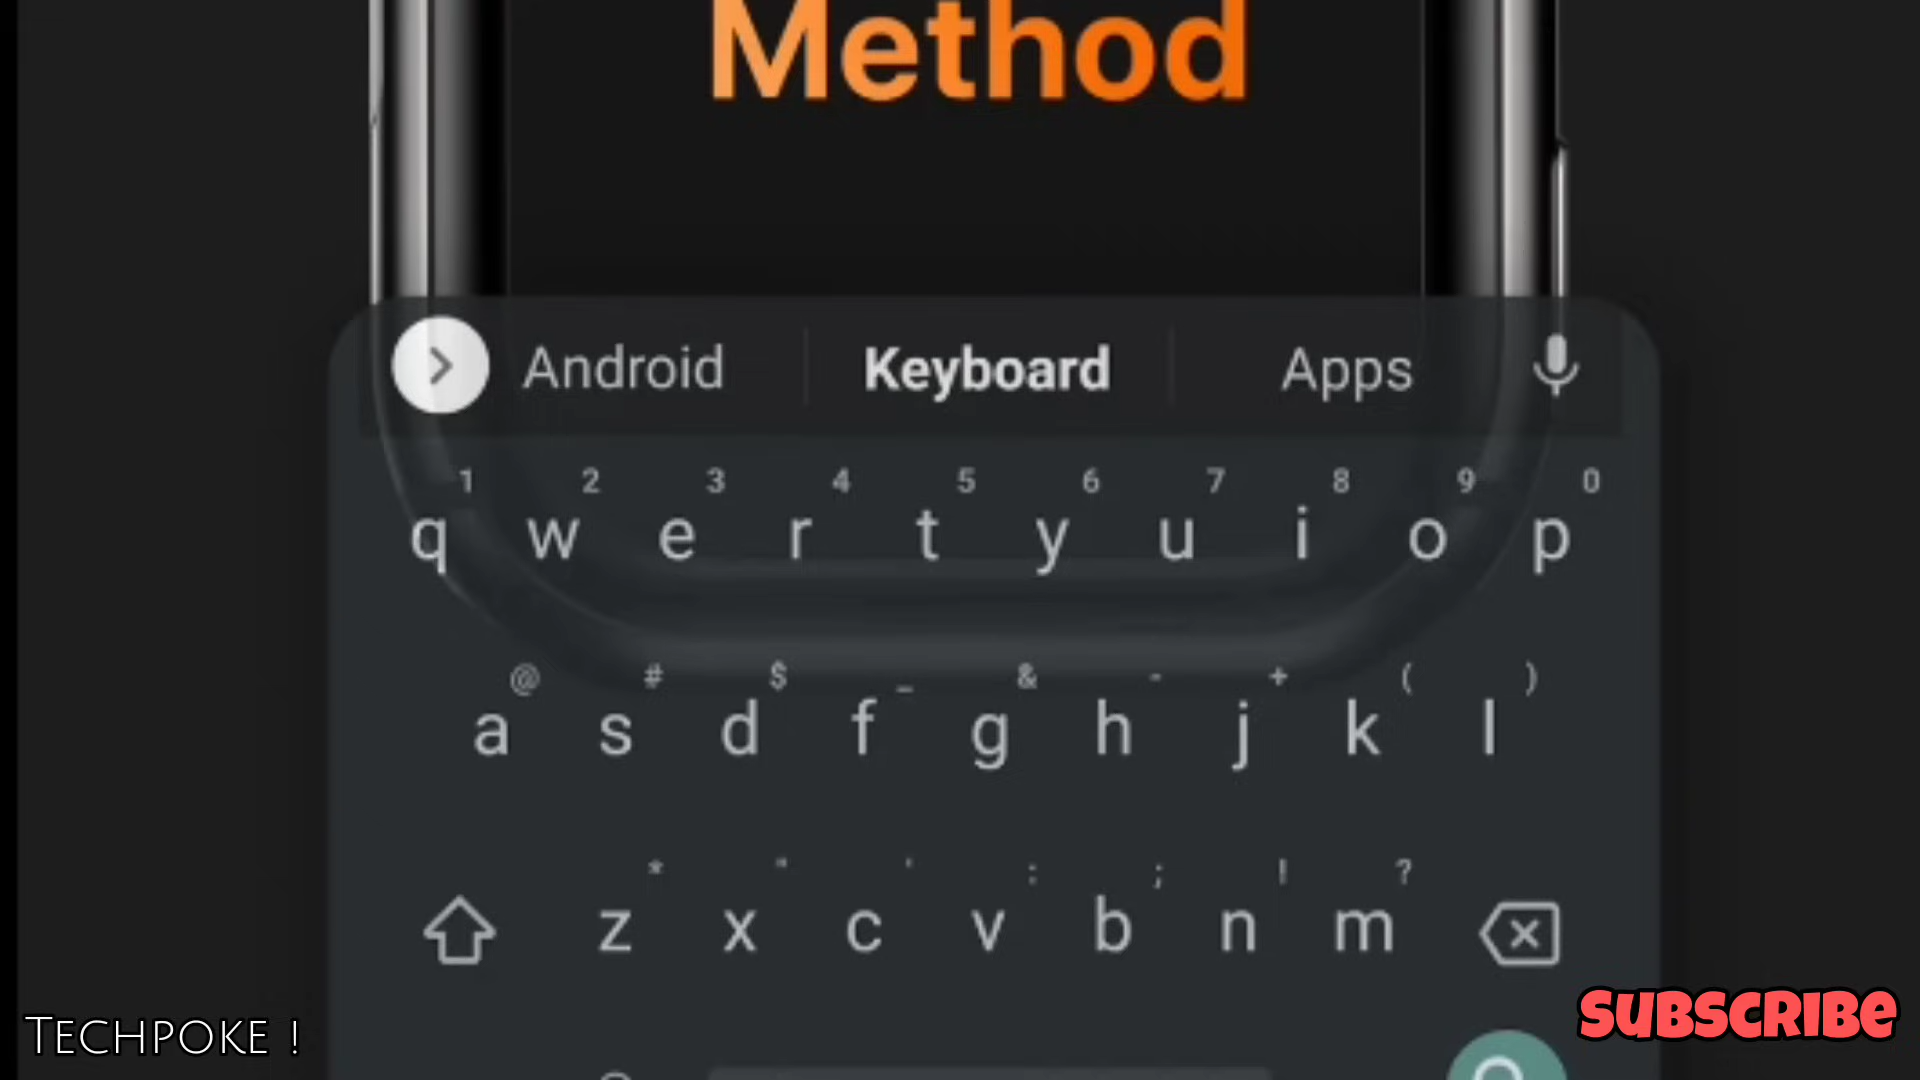 Method
Android Keyboard Apps
1 2 3 4 5 6 7 8 9 0
q w e r t y u i o p
@ # $ _ & - + ( )
a s d f g h j k l
* " ' : ; ! ?
z x c v b n m
TECHPOKE !
SUBSCRIBE